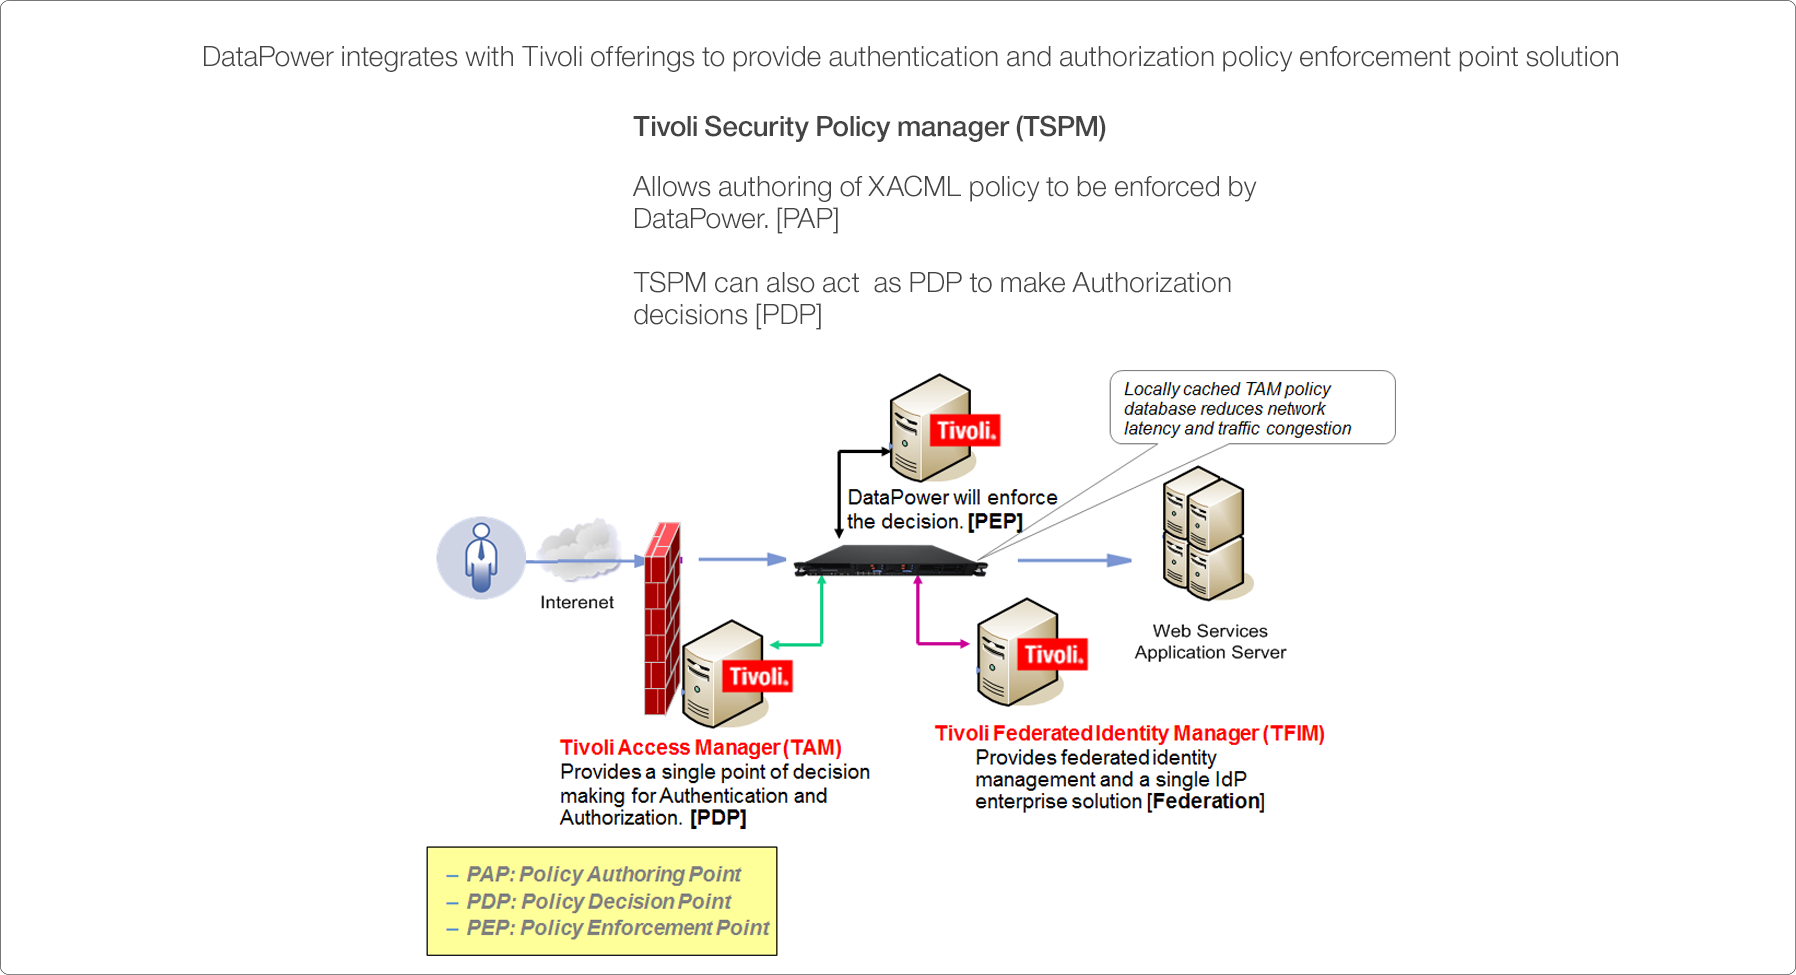 DataPower integrates with Tivoli offerings to provide authentication and authorization policy enforcement point solution
Tivoli Security Policy manager (TSPM)
Allows authoring of XACML policy to be enforced by
DataPower. [PAP]
TSPM can also act  as PDP to make Authorization
decisions [PDP]
Locally cached TAM policy
database reduces network
latency and traffic congestion
Tivoli.
DataPower will enforce
the decision. [PEP]
Interenet
Web Services
Application Server
Tivoli.
Tivoli.
Tivoli Access Manager (TAM)
Provides a single point of decision
making for Authentication and
Authorization. [PDP]
Tivoli Federated Identity Manager (TFIM)
Provides federated identity
management and a single IdP
enterprise solution [Federation]
– PAP: Policy Authoring Point
– PDP: Policy Decision Point
– PEP: Policy Enforcement Point